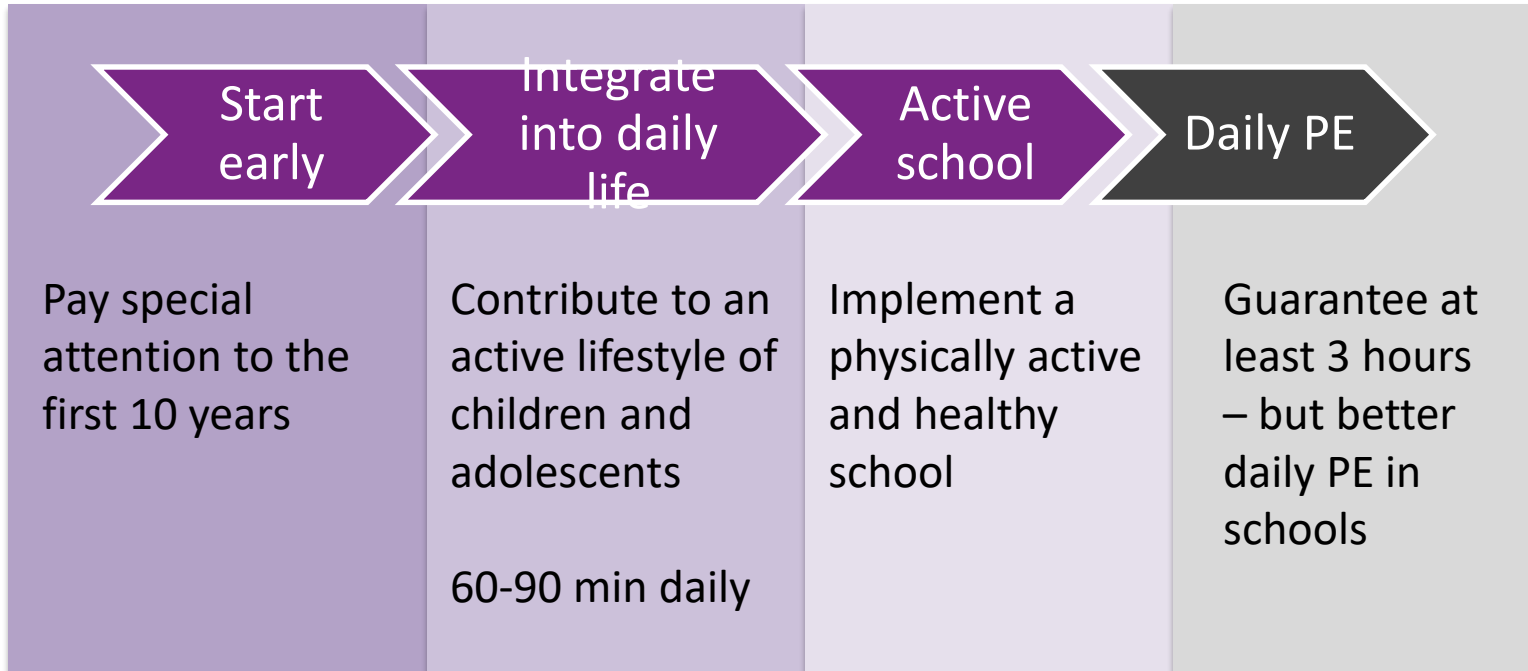 Start
early
Integrate
into daily
life
Active
school
Daily PE
Pay special
attention to the
first 10 years
Contribute to an
active lifestyle of
children and
adolescents
60-90 min daily
Implement a
physically active
and healthy
school
Guarantee at
least 3 hours
– but better
daily PE in
schools